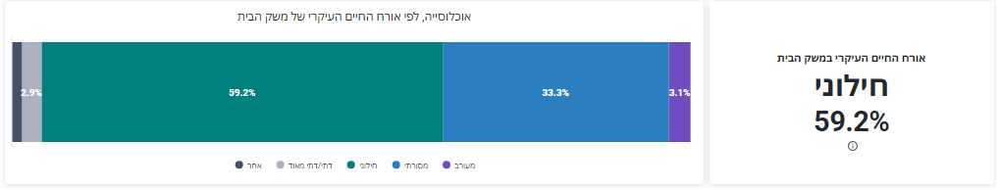 אוכלוסייה, לפי אורח החיים העיקרי של משק הבית
2.9% 59.2% 33.3% 3.1%
מעורב מסורתי חילוני דתי/דתי מאוד אחר
אורח החיים העיקרי במשק הבית
חילוני
59.2%